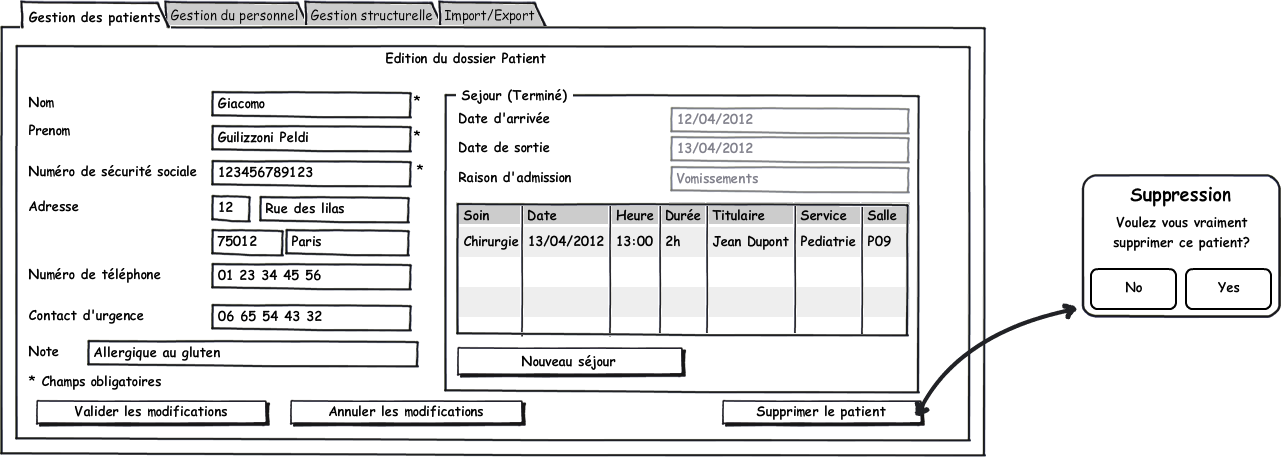 Gestion des patients Gestion du personnel Gestion structurelle Import/Export
Edition du dossier Patient
Nom Giacomo *
Prenom Guilizzoni Peldi *
Numéro de sécurité sociale 123456789123 *
Adresse 12 Rue des lilas
75012 Paris
Numéro de téléphone 01 23 34 45 56
Contact d'urgence 06 65 54 43 32
Note Allergique au gluten
* Champs obligatoires
Valider les modifications Annuler les modifications Supprimer le patient
Sejour (Terminé)
Date d'arrivée 12/04/2012
Date de sortie 13/04/2012
Raison d'admission Vomissements
Soin Date Heure Durée Titulaire Service Salle
Chirurgie 13/04/2012 13:00 2h Jean Dupont Pediatrie P09
Nouveau séjour
Suppression
Voulez vous vraiment
supprimer ce patient?
No Yes